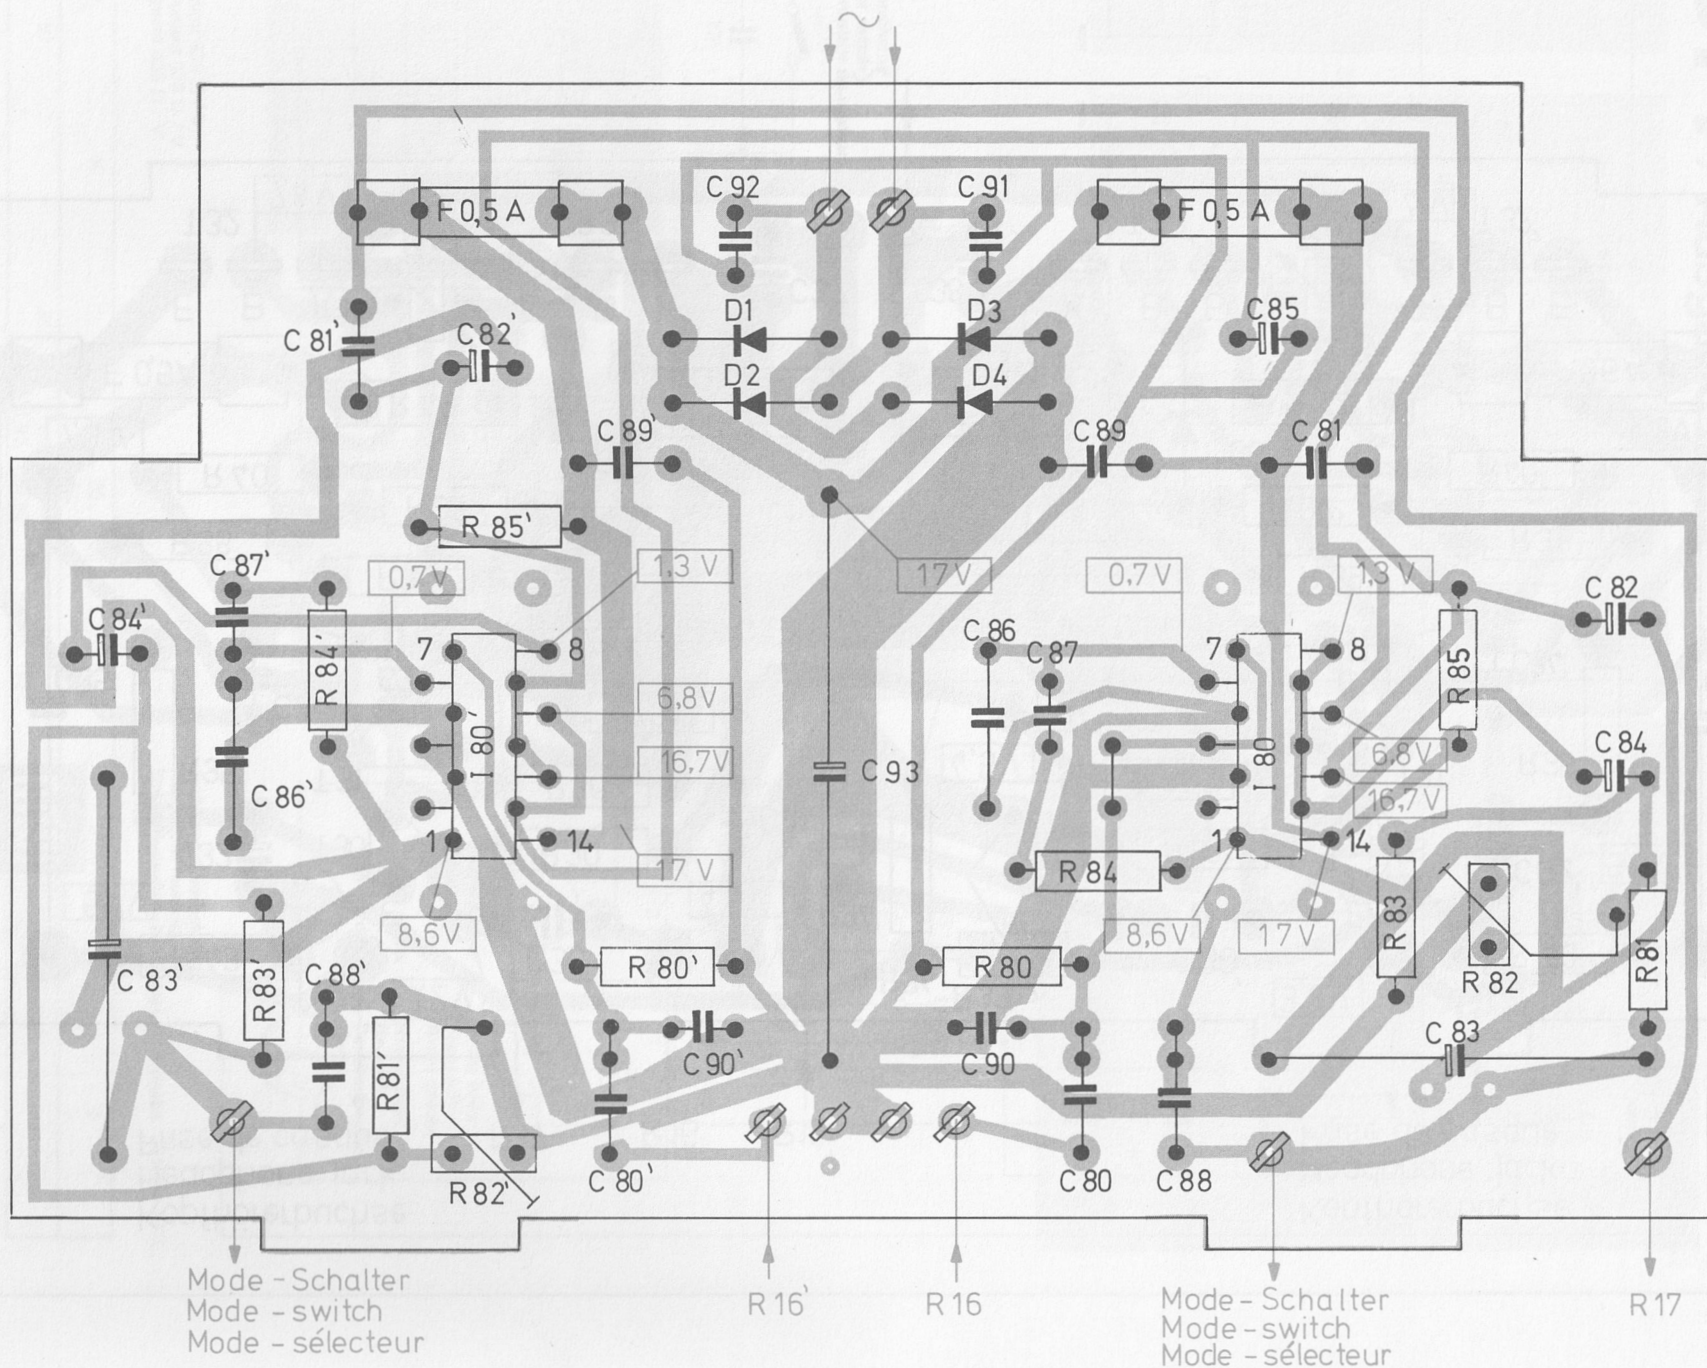 ~
C 92
C 91
F 0,5 A
F 0,5 A
D1
D3
C 85
C 81'
C 82'
D2
D4
C 89'
C 89
C 81
R 85'
C 87'
0,7 V
1,3 V
17 V
0,7 V
1,3 V
C 82
C 84'
R 84'
7
8
C 86
C 87
7
8
R 85
6,8V
I 80'
16,7V
C 93
I 80
6,8V
C 84
C 86'
16,7V
1
14
1
14
17 V
R 84
8,6V
8,6V
17V
R 83
R 82
R 81
C 83'
R 83'
C 88'
R 80'
R 80
C 83
R 81'
C 90'
C 90
R 82'
C 80'
C 80
C 88
Mode - Schalter
Mode - switch
Mode - sélecteur
R 16'
R 16
Mode - Schalter
Mode - switch
Mode - sélecteur
R 17